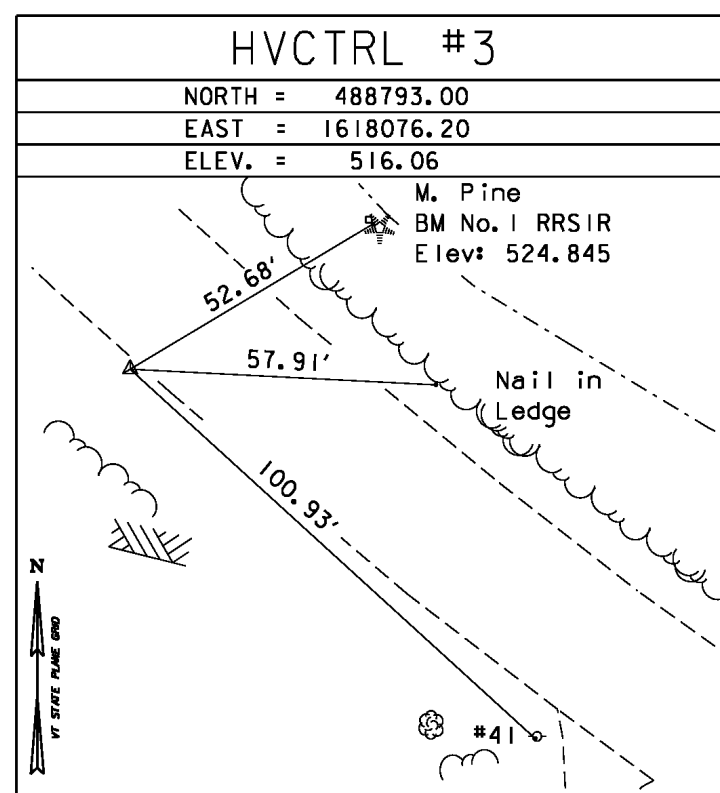 HVCTRL #3
NORTH = 488793.00
EAST = 1618076.20
ELEV. = 516.06
M. Pine
BM No.1 RRSIR
Elev: 524.845
52.68'
57.91'
Nail in
Ledge
100.93'
N
VT STATE PLANE GRID
#41